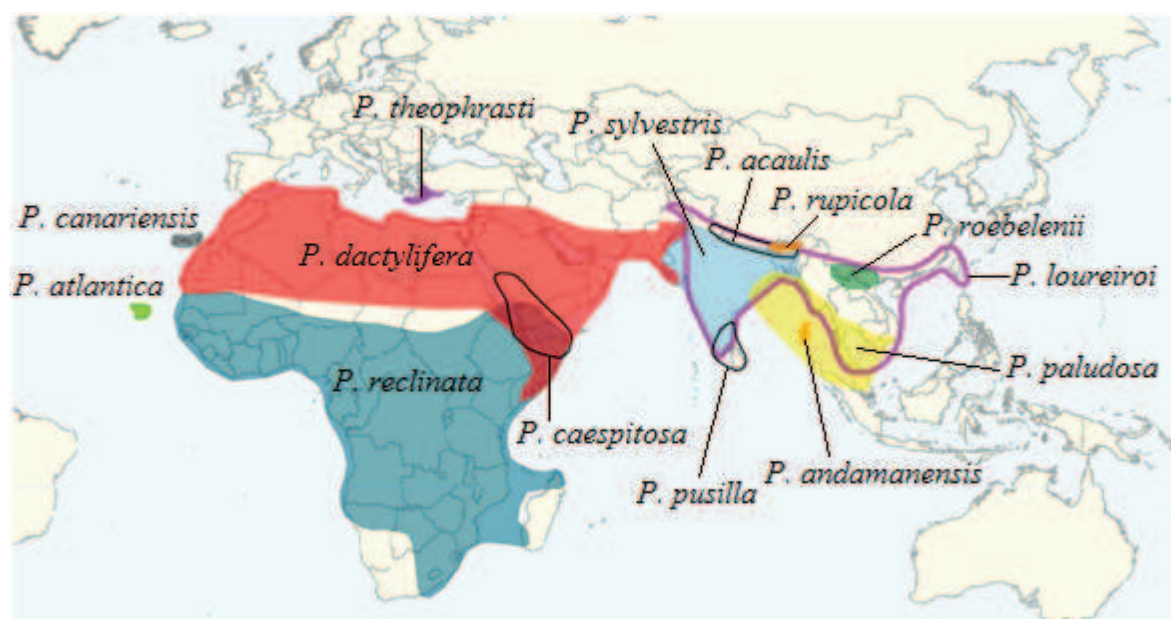 P. theophrasti
P. sylvestris
P. acaulis
P. rupicola
P. canariensis
P. roebelenii
P. dactylifera
P. loureiroi
P. atlantica
P. reclinata
P. paludosa
P. caespitosa
P. andamanensis
P. pusilla